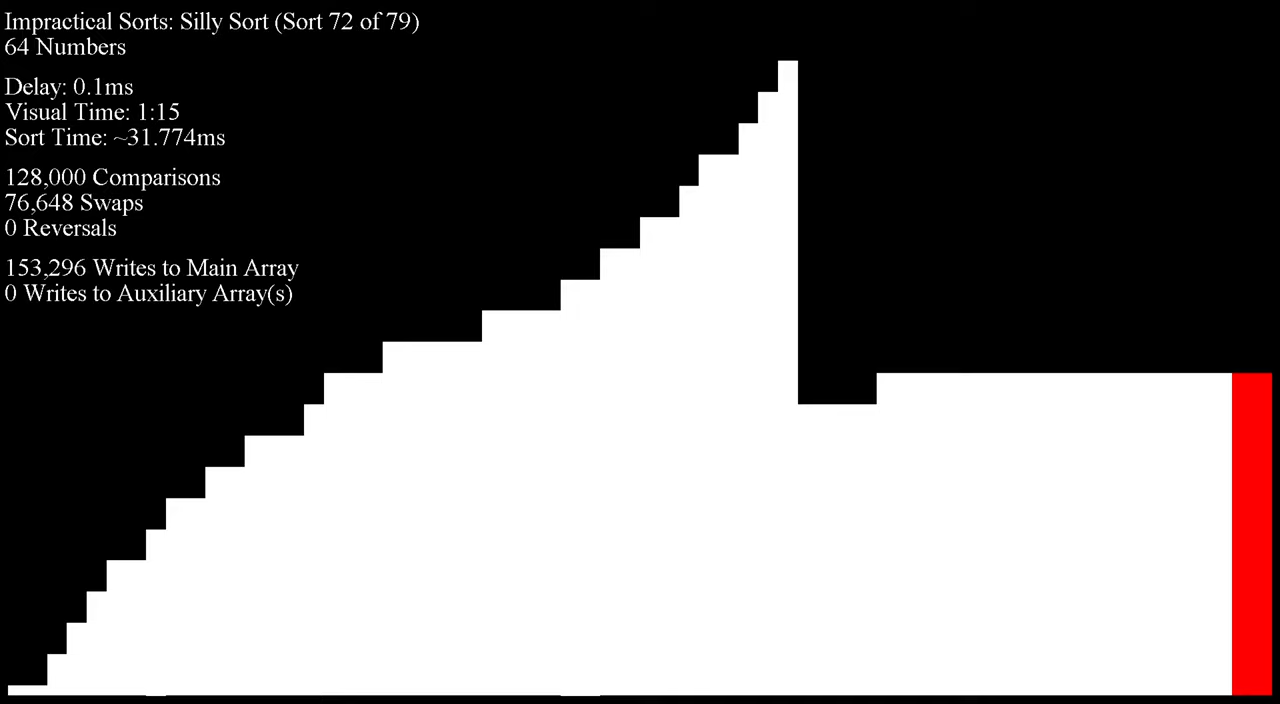 Impractical Sorts: Silly Sort (Sort 72 of 79)
64 Numbers
Delay: 0.1ms
Visual Time: 1:15
Sort Time: ~31.774ms
128,000 Comparisons
76,648 Swaps
0 Reversals
153,296 Writes to Main Array
0 Writes to Auxiliary Array(s)